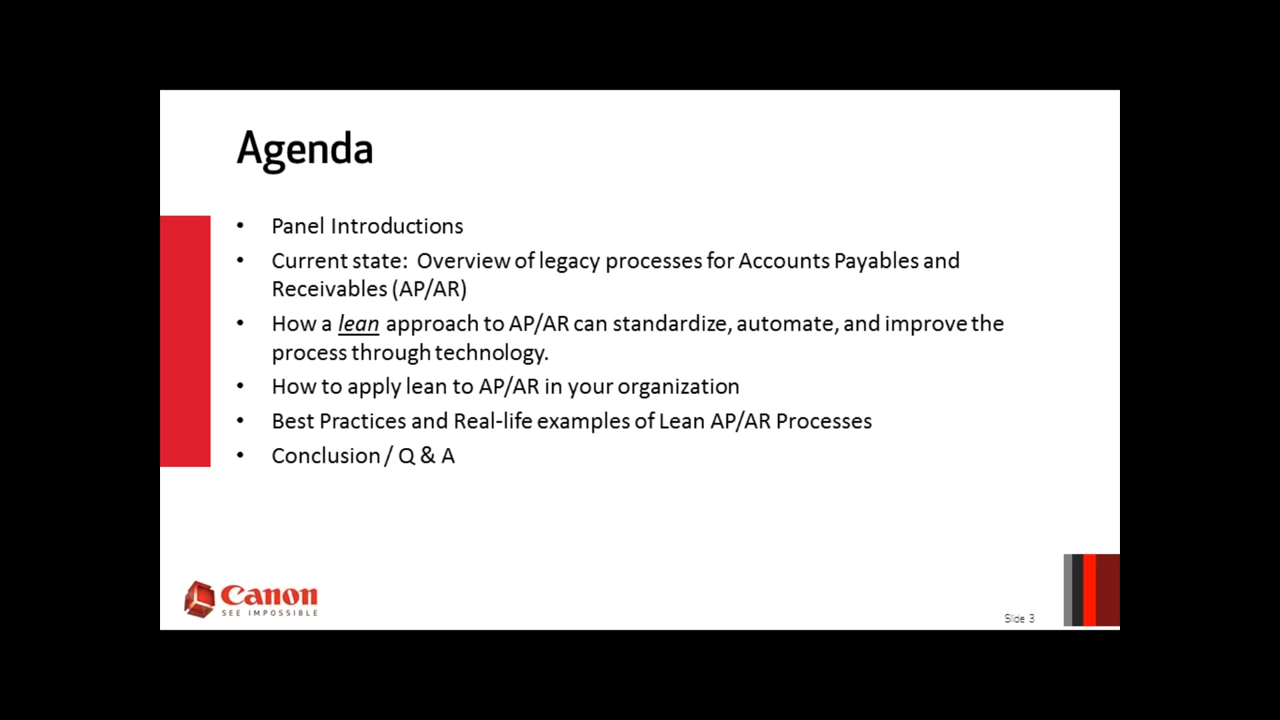 Agenda
• Panel Introductions
• Current state:  Overview of legacy processes for Accounts Payables and
Receivables (AP/AR)
• How a lean approach to AP/AR can standardize, automate, and improve the
process through technology.
• How to apply lean to AP/AR in your organization
• Best Practices and Real-life examples of Lean AP/AR Processes
• Conclusion / Q & A
Canon
SEE IMPOSSIBLE
Slide 3